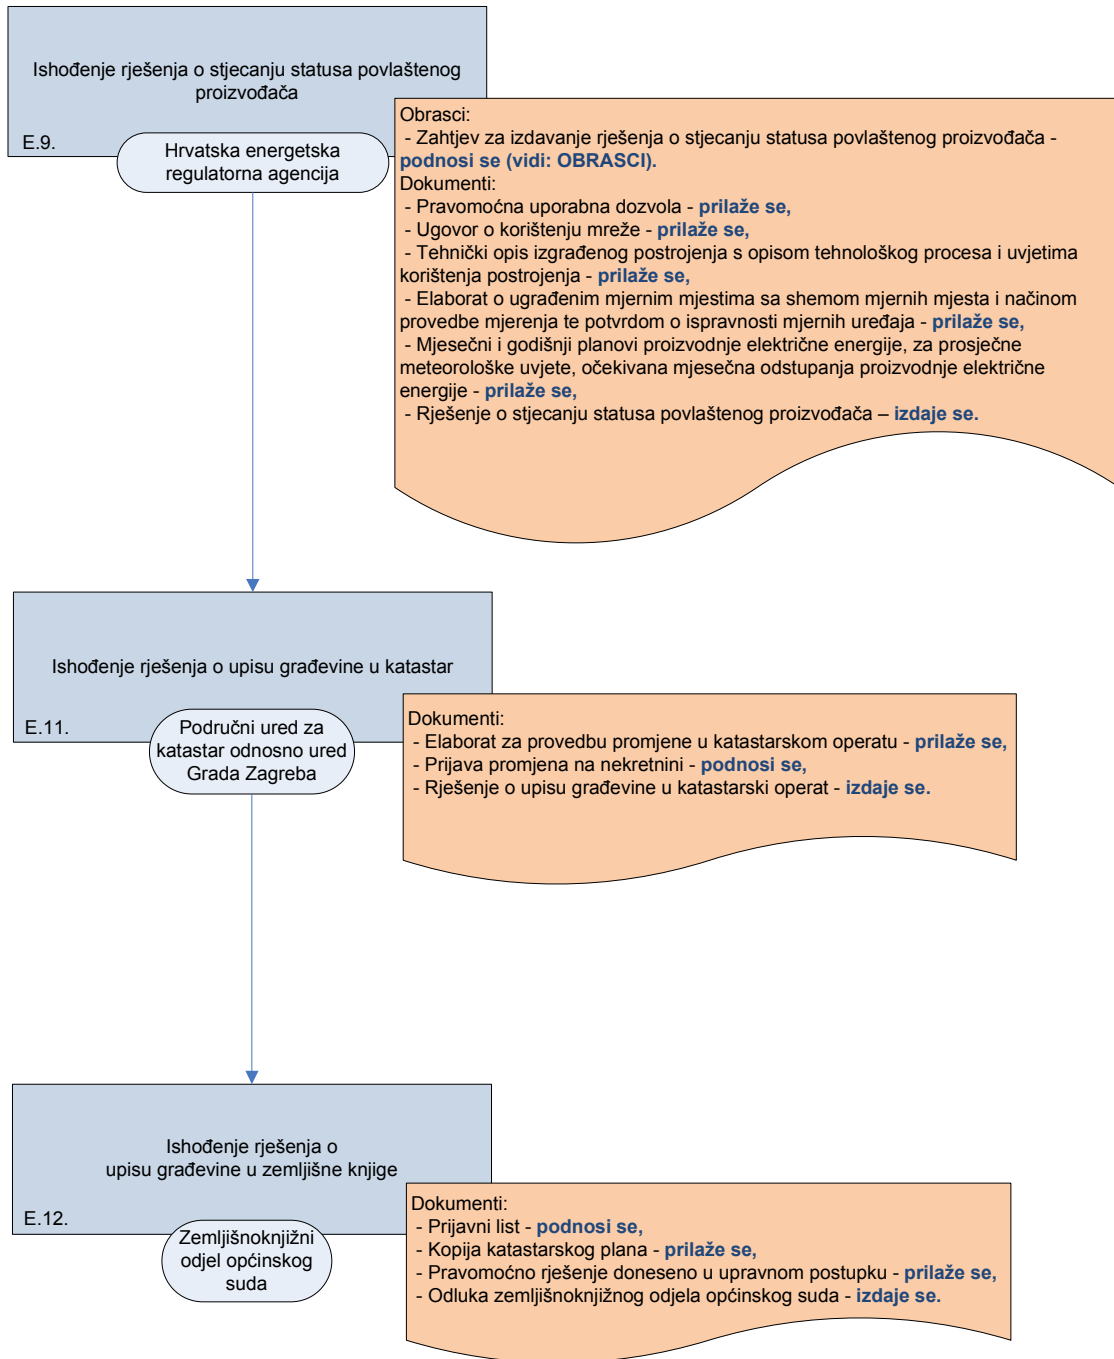 Ishođenje rješenja o stjecanju statusa povlaštenog
proizvođača
E.9.
Hrvatska energetska
regulatorna agencija
Obrasci:
- Zahtjev za izdavanje rješenja o stjecanju statusa povlaštenog proizvođača -
podnosi se (vidi: OBRASCI).
Dokumenti:
- Pravomoćna uporabna dozvola - prilaže se,
- Ugovor o korištenju mreže - prilaže se,
- Tehnički opis izgrađenog postrojenja s opisom tehnološkog procesa i uvjetima
korištenja postrojenja - prilaže se,
- Elaborat o ugrađenim mjernim mjestima sa shemom mjernih mjesta i načinom
provedbe mjerenja te potvrdom o ispravnosti mjernih uređaja - prilaže se,
- Mjesečni i godišnji planovi proizvodnje električne energije, za prosječne
meteorološke uvjete, očekivana mjesečna odstupanja proizvodnje električne
energije - prilaže se,
- Rješenje o stjecanju statusa povlaštenog proizvođača – izdaje se.
Ishođenje rješenja o upisu građevine u katastar
E.11.
Područni ured za
katastar odnosno ured
Grada Zagreba
Dokumenti:
- Elaborat za provedbu promjene u katastarskom operatu - prilaže se,
- Prijava promjena na nekretnini - podnosi se,
- Rješenje o upisu građevine u katastarski operat - izdaje se.
Ishođenje rješenja o
upisu građevine u zemljišne knjige
E.12.
Zemljišnoknjižni
odjel općinskog
suda
Dokumenti:
- Prijavni list - podnosi se,
- Kopija katastarskog plana - prilaže se,
- Pravomoćno rješenje doneseno u upravnom postupku - prilaže se,
- Odluka zemljišnoknjižnog odjela općinskog suda - izdaje se.